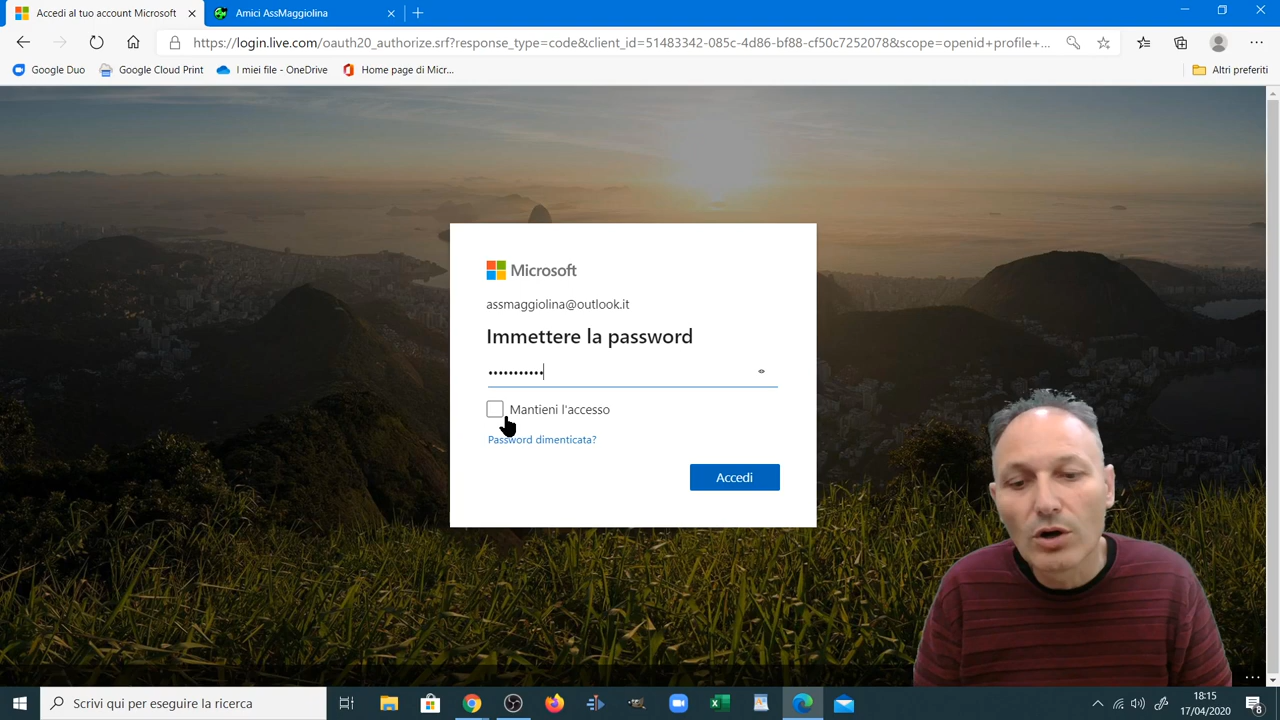 Accedi al tuo account Microsoft
Amici AssMaggiolina
https://login.live.com/oauth20_authorize.srf?response_type=code&client_id=51483342-085c-4d86-bf88-cf50c7252078&scope=openid+profile+...
Google Duo
Google Cloud Print
I miei file - OneDrive
Home page di Micr...
Altri preferiti
Microsoft
assmaggiolina@outlook.it
Immettere la password
•••••••••••
Mantieni l'accesso
Password dimenticata?
Accedi
Scrivi qui per eseguire la ricerca
18:15
17/04/2020
8